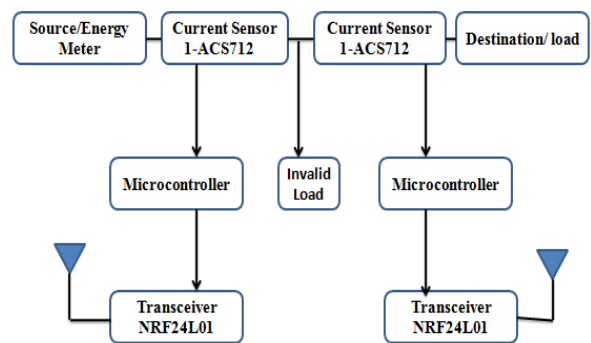 Source/Energy
Meter
Current Sensor
1-ACS712
Current Sensor
1-ACS712
Destination/ load
Microcontroller
Invalid
Load
Microcontroller
Transceiver
NRF24L01
Transceiver
NRF24L01